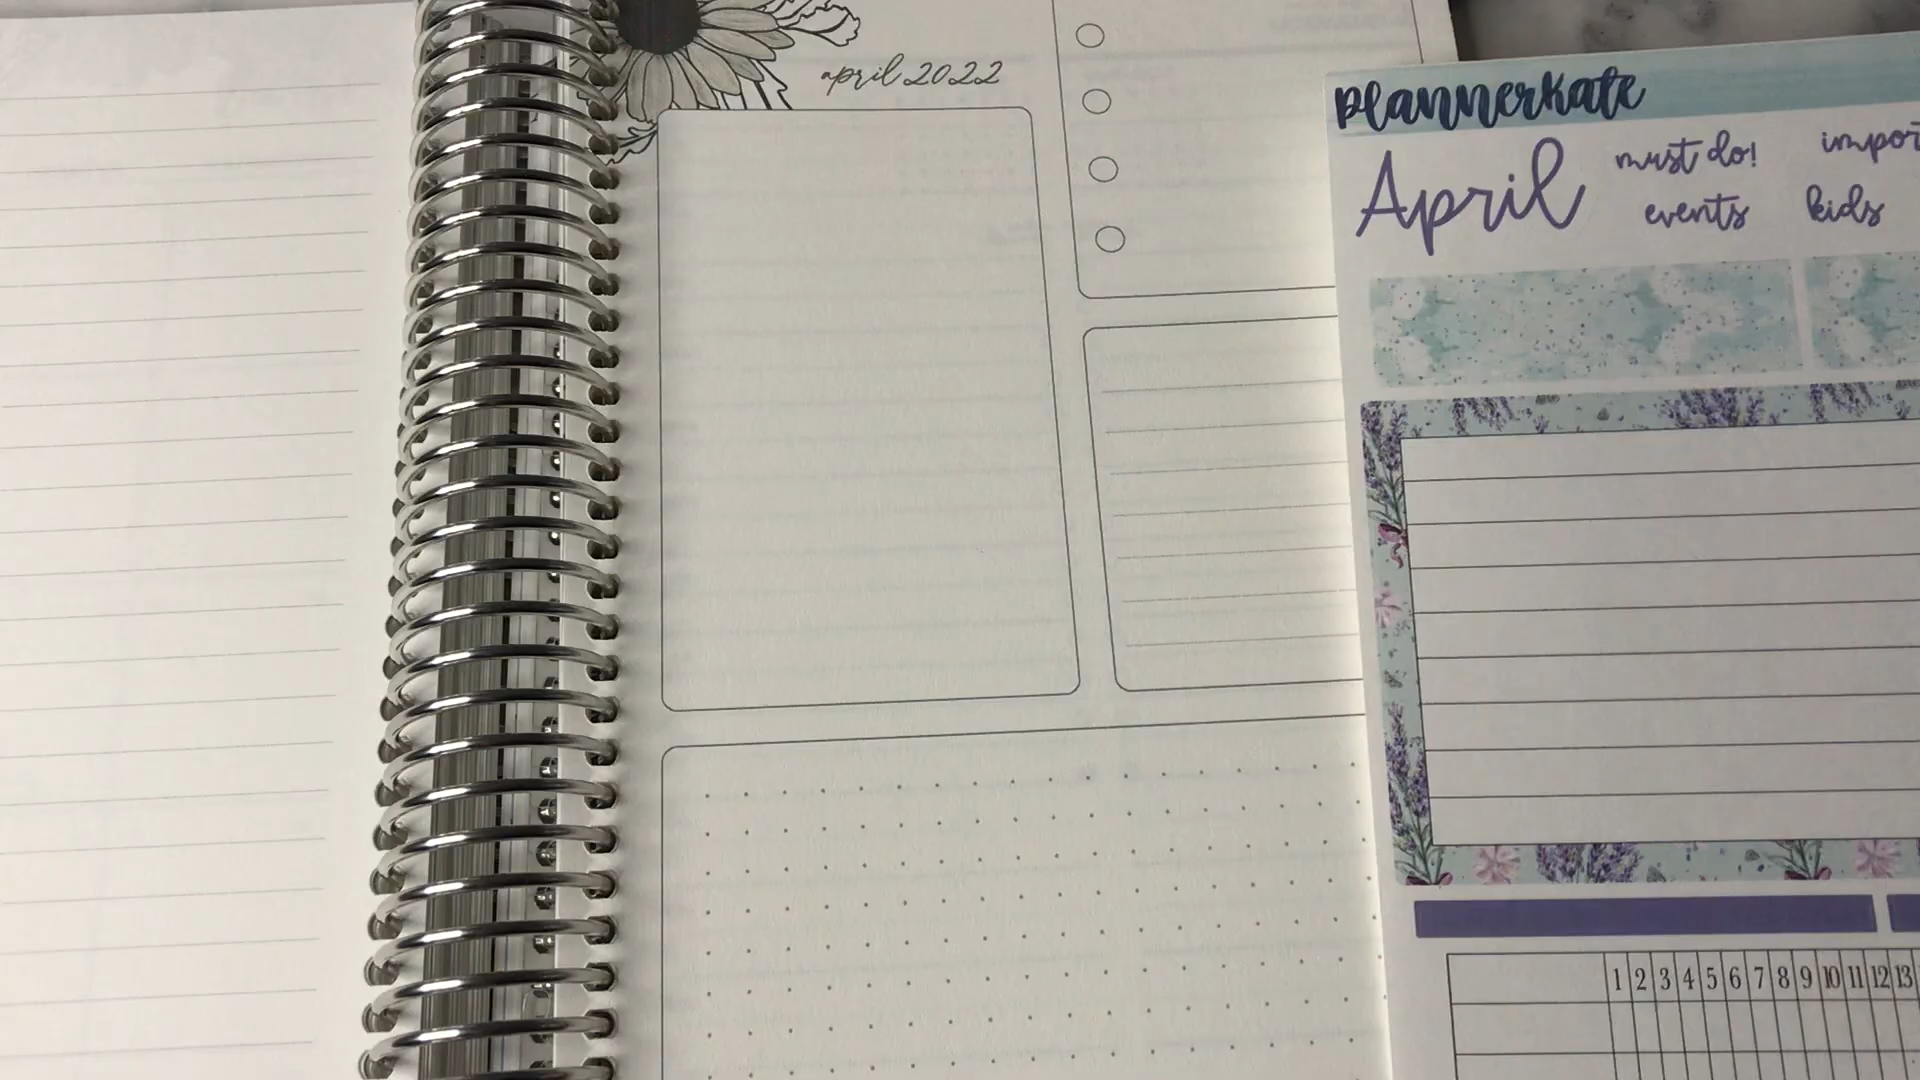 april 2022
plannerkate
April
must do!
events
kids
1 2 3 4 5 6 7 8 9 10 11 12 13